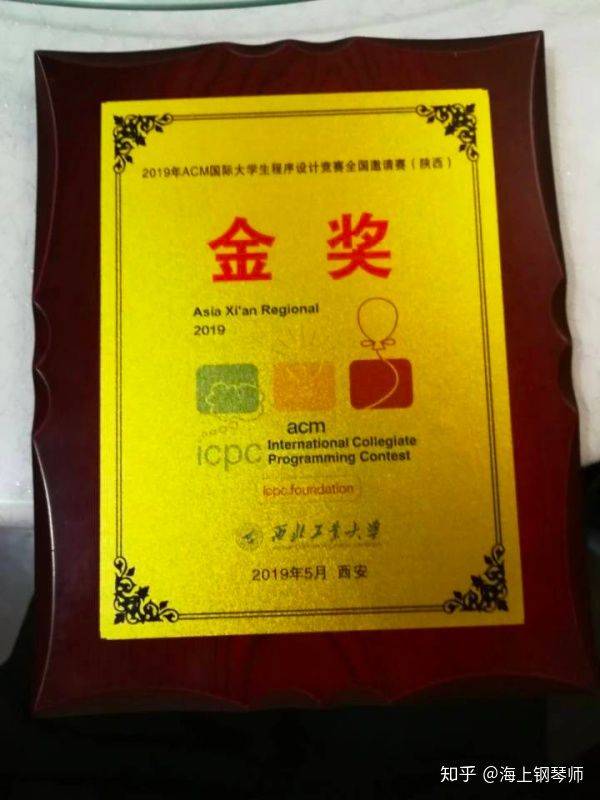 2019年ACM国际大学生程序设计竞赛全国邀请赛（陕西）
金 奖
Asia Xi'an Regional
2019
acm
icpc International Collegiate
Programming Contest
icpc.foundation
西北工业大学
2019年5月 西安
知乎 @海上钢琴师